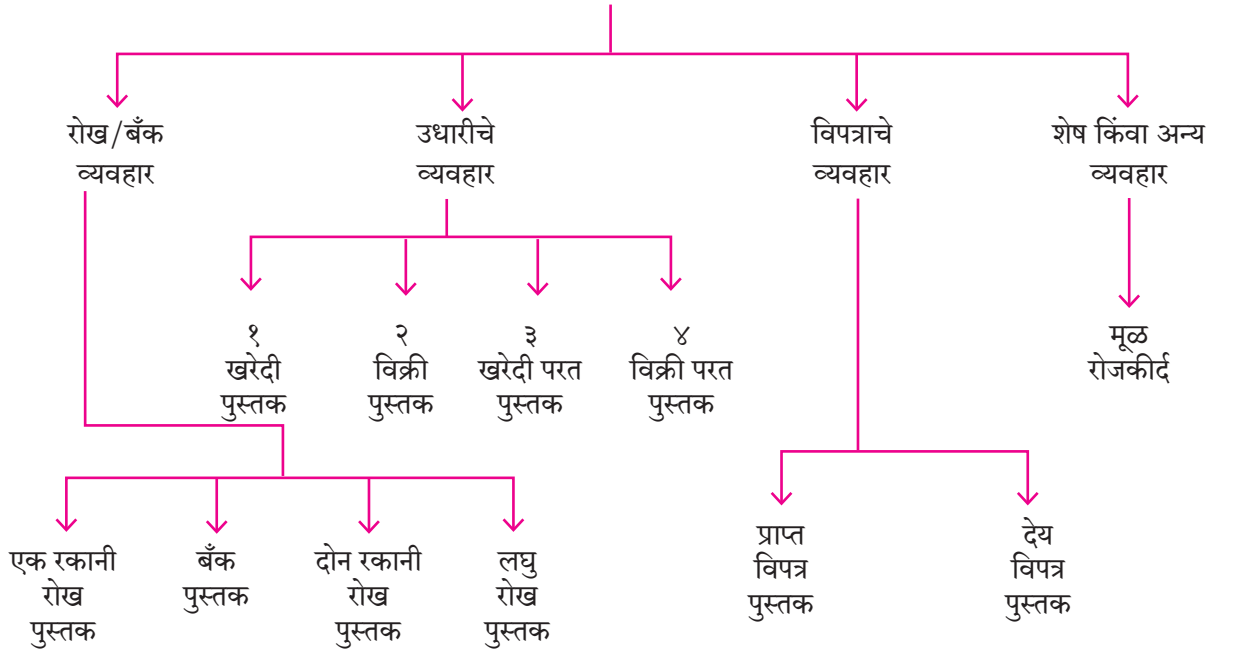 रोख/बँक
व्यवहार
उधारीचे
व्यवहार
विपत्राचे
व्यवहार
शेष किंवा अन्य
व्यवहार
१
खरेदी
पुस्तक
२
विक्री
पुस्तक
३
खरेदी परत
पुस्तक
४
विक्री परत
पुस्तक
मूळ
रोजकीर्द
एक रकानी
रोख
पुस्तक
बँक
पुस्तक
दोन रकानी
रोख
पुस्तक
लघु
रोख
पुस्तक
प्राप्त
विपत्र
पुस्तक
देय
विपत्र
पुस्तक